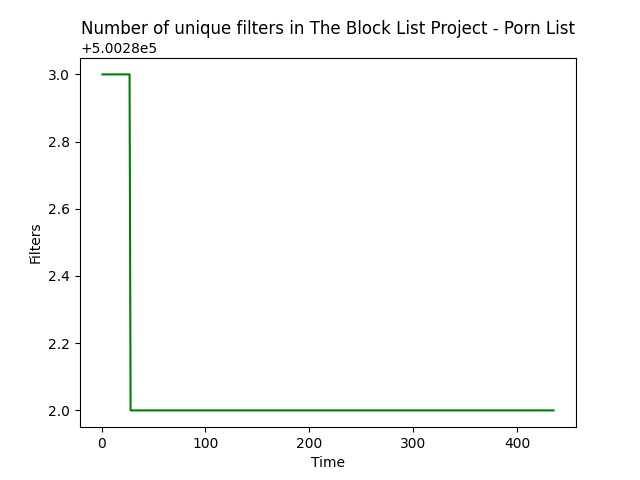 Number of unique filters in The Block List Project - Porn List
+5.0028e5
3.0
2.8
2.6
2.4
2.2
2.0
Filters
0 100 200 300 400
Time